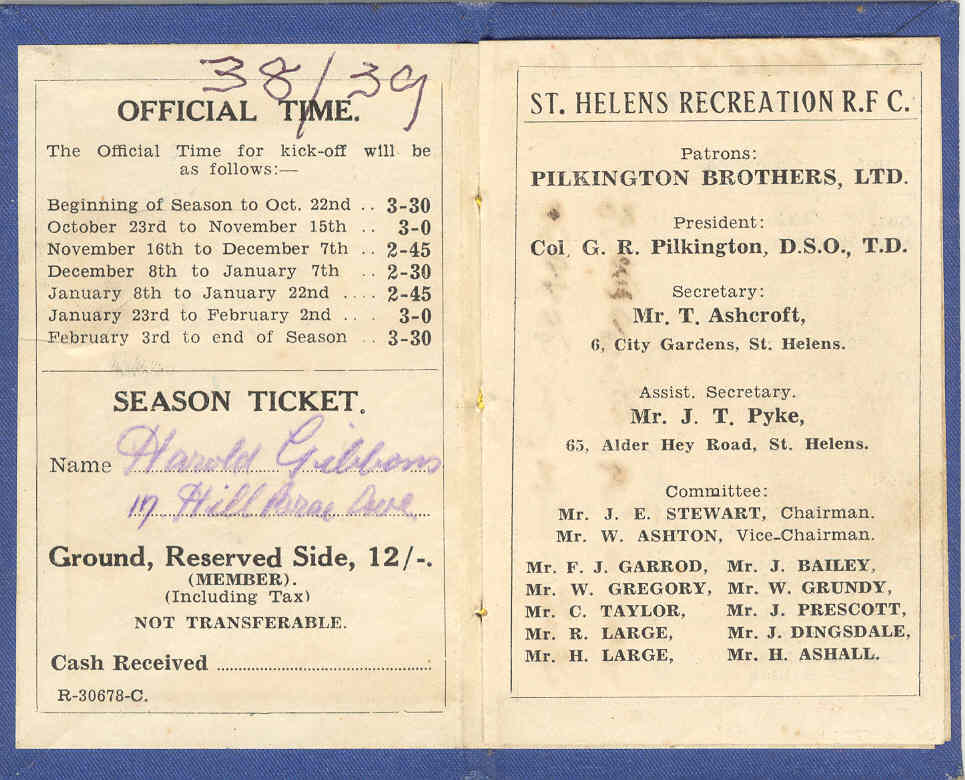 38/39
OFFICIAL TIME.
The Official Time for kick-off will be
as follows:—
Beginning of Season to Oct. 22nd .. 3-30
October 23rd to November 15th .. 3-0
November 16th to December 7th .. 2-45
December 8th to January 7th .. 2-30
January 8th to January 22nd .... 2-45
January 23rd to February 2nd ... 3-0
February 3rd to end of Season .. 3-30
SEASON TICKET.
Name Harold Gibbons
17 Hill Brae Ave
Ground, Reserved Side, 12/-.
(MEMBER).
(Including Tax)
NOT TRANSFERABLE.
Cash Received
R-30678-C.
ST. HELENS RECREATION R.F C.
Patrons:
PILKINGTON BROTHERS, LTD.
President:
Col. G. R. Pilkington, D.S.O., T.D.
Secretary:
Mr. T. Ashcroft,
6, City Gardens, St. Helens.
Assist. Secretary.
Mr. J. T. Pyke,
65, Alder Hey Road, St. Helens.
Committee:
Mr. J. E. STEWART, Chairman.
Mr. W. ASHTON, Vice-Chairman.
Mr. F. J. GARROD, Mr. J. BAILEY,
Mr. W. GREGORY, Mr. W. GRUNDY,
Mr. C. TAYLOR, Mr. J. PRESCOTT,
Mr. R. LARGE, Mr. J. DINGSDALE,
Mr. H. LARGE, Mr. H. ASHALL.